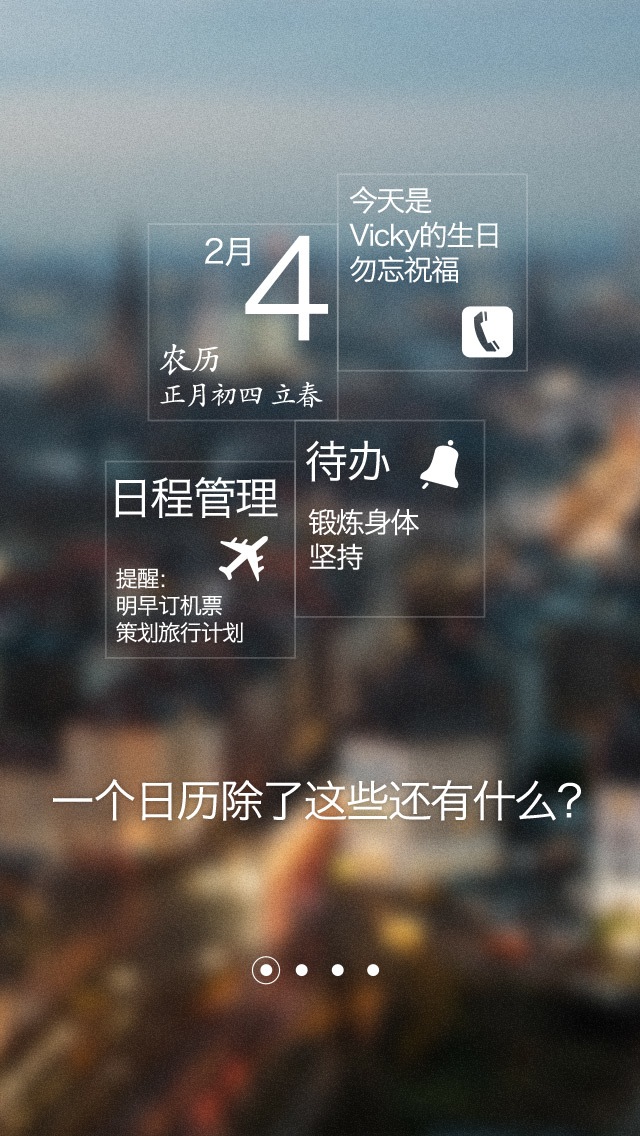 今天是
Vicky的生日
勿忘祝福
2月
4
农历
正月初四 立春
待办
锻炼身体
坚持
日程管理
提醒:
明早订机票
策划旅行计划
一个日历除了这些还有什么?